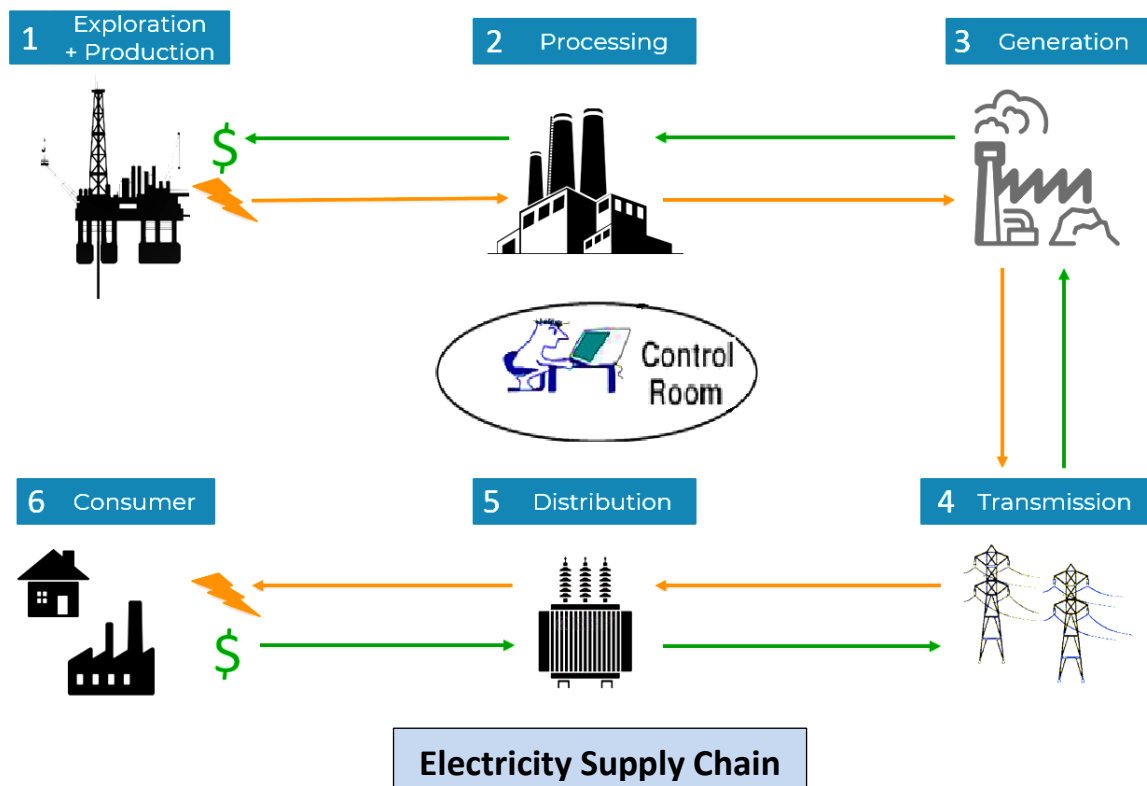 1 Exploration
+ Production
2 Processing
3 Generation
$
Control
Room
6 Consumer
5 Distribution
4 Transmission
$
Electricity Supply Chain